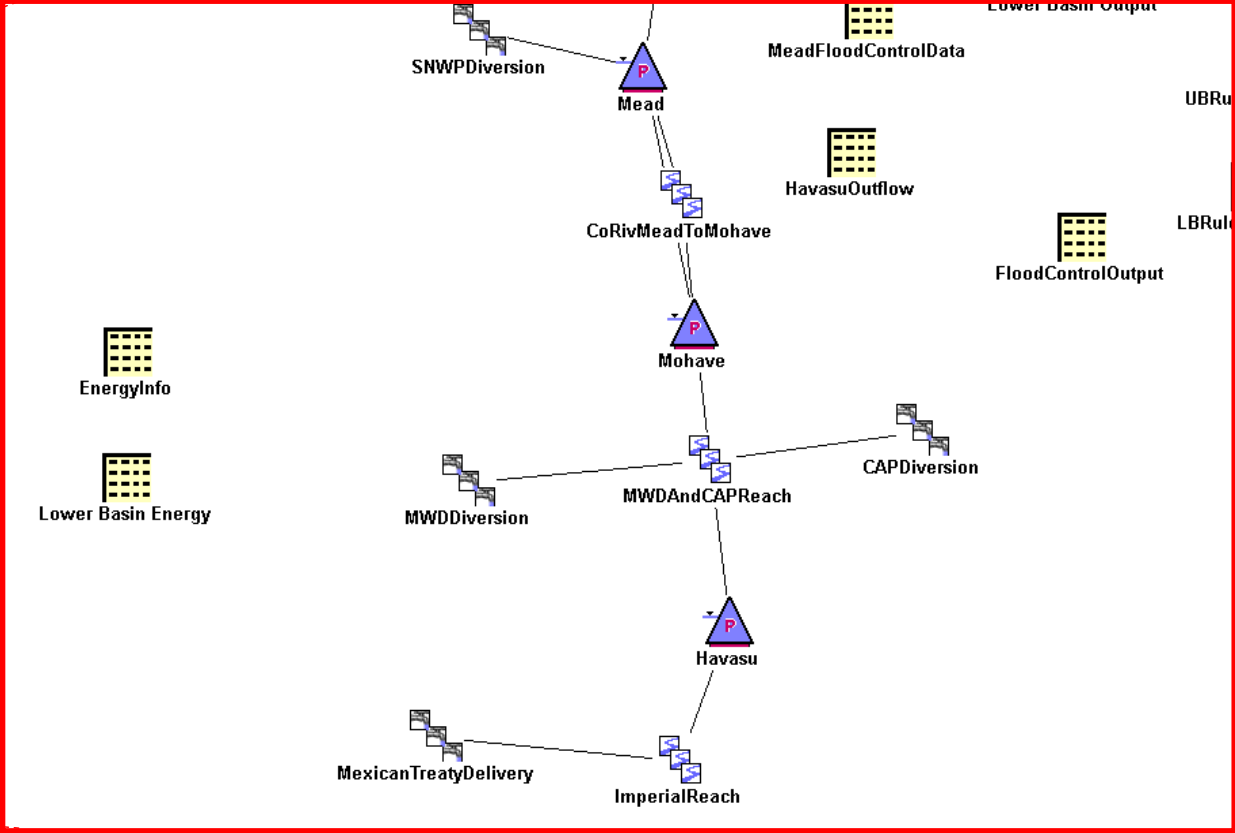 Lower Basin Output
SNWPDiversion
MeadFloodControlData
P
Mead
UBRu
HavasuOutflow
CoRivMeadToMohave
LBRule
FloodControlOutput
P
Mohave
EnergyInfo
CAPDiversion
MWDAndCAPReach
Lower Basin Energy
MWDDiversion
P
Havasu
MexicanTreatyDelivery
ImperialReach